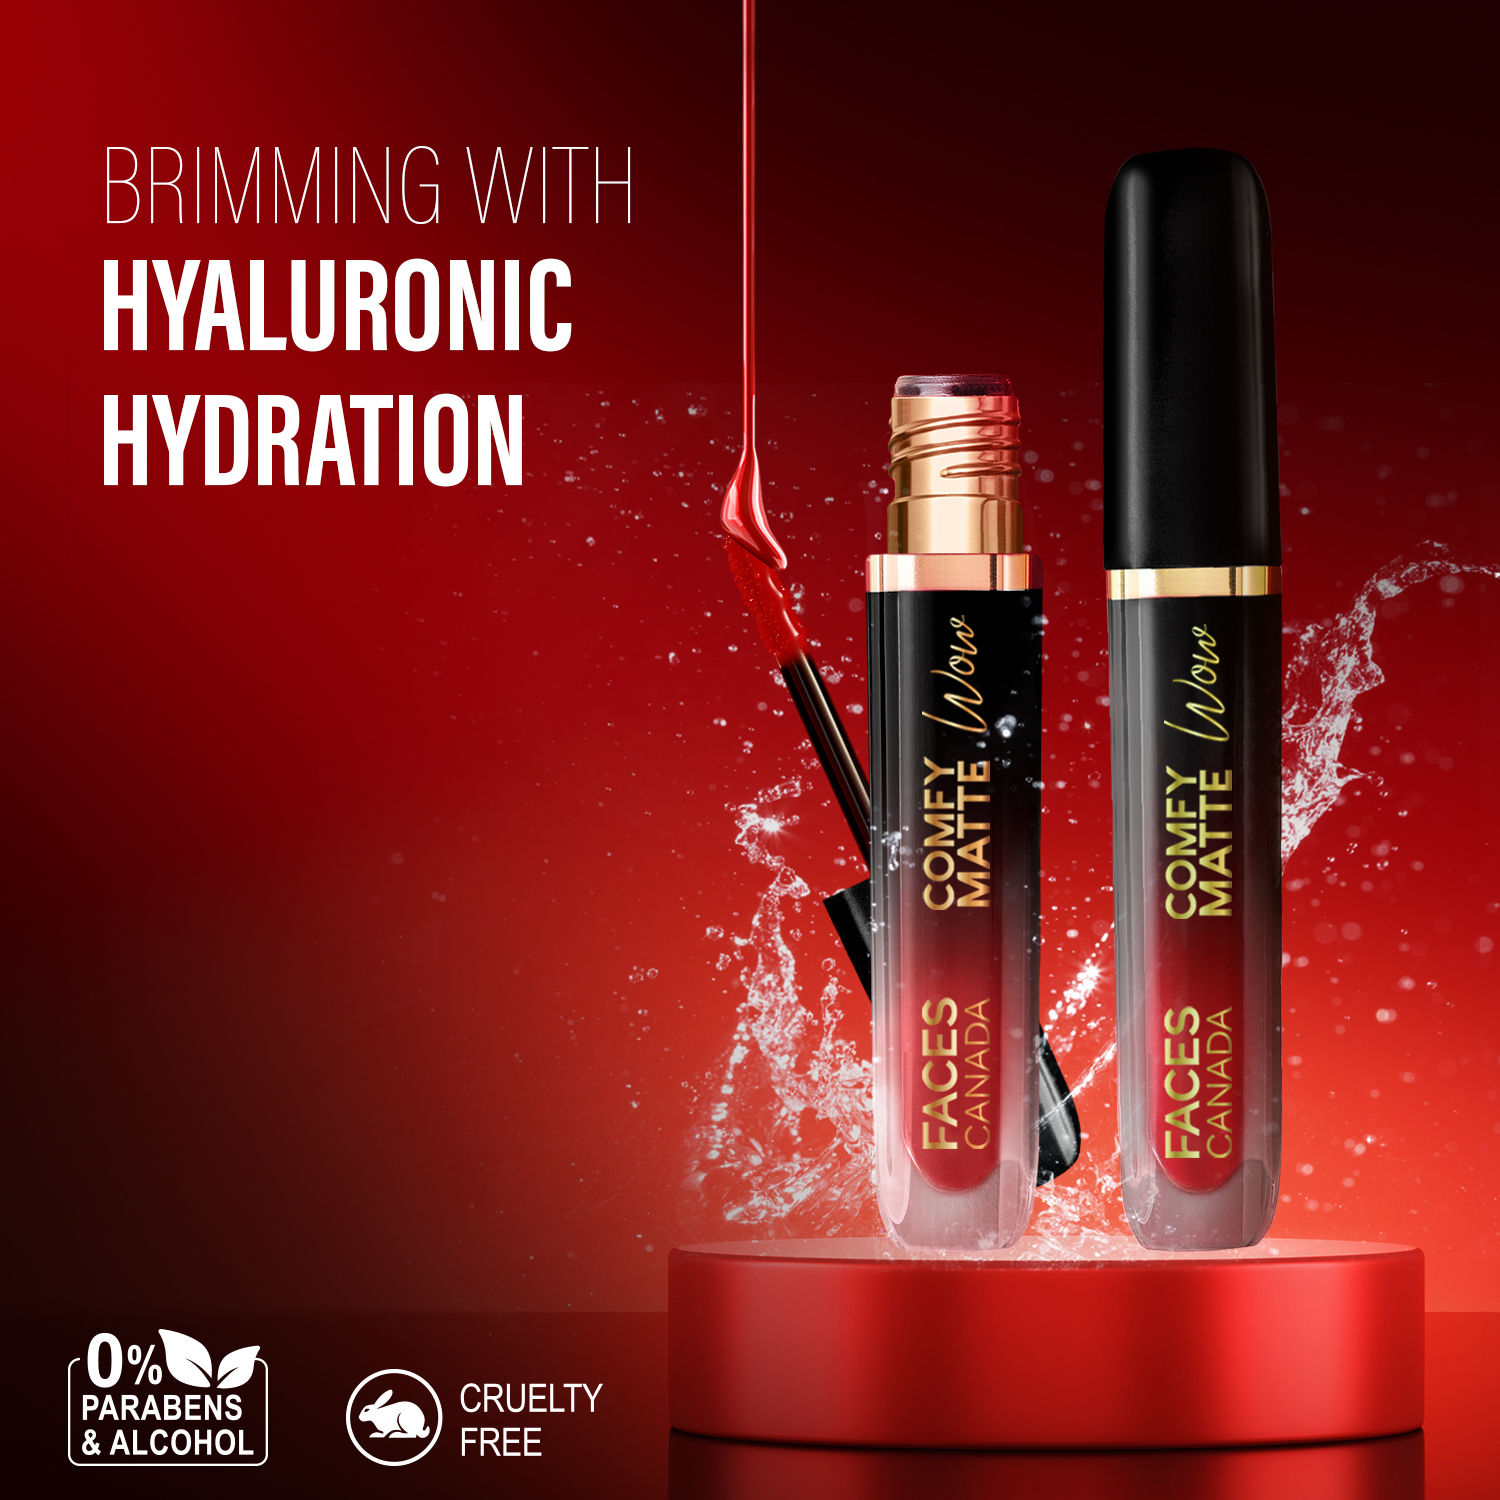 BRIMMING WITH
HYALURONIC
HYDRATION
COMFY
MATTE Wow
FACES
CANADA
COMFY
MATTE Wow
FACES
CANADA
0%
PARABENS
& ALCOHOL
CRUELTY
FREE